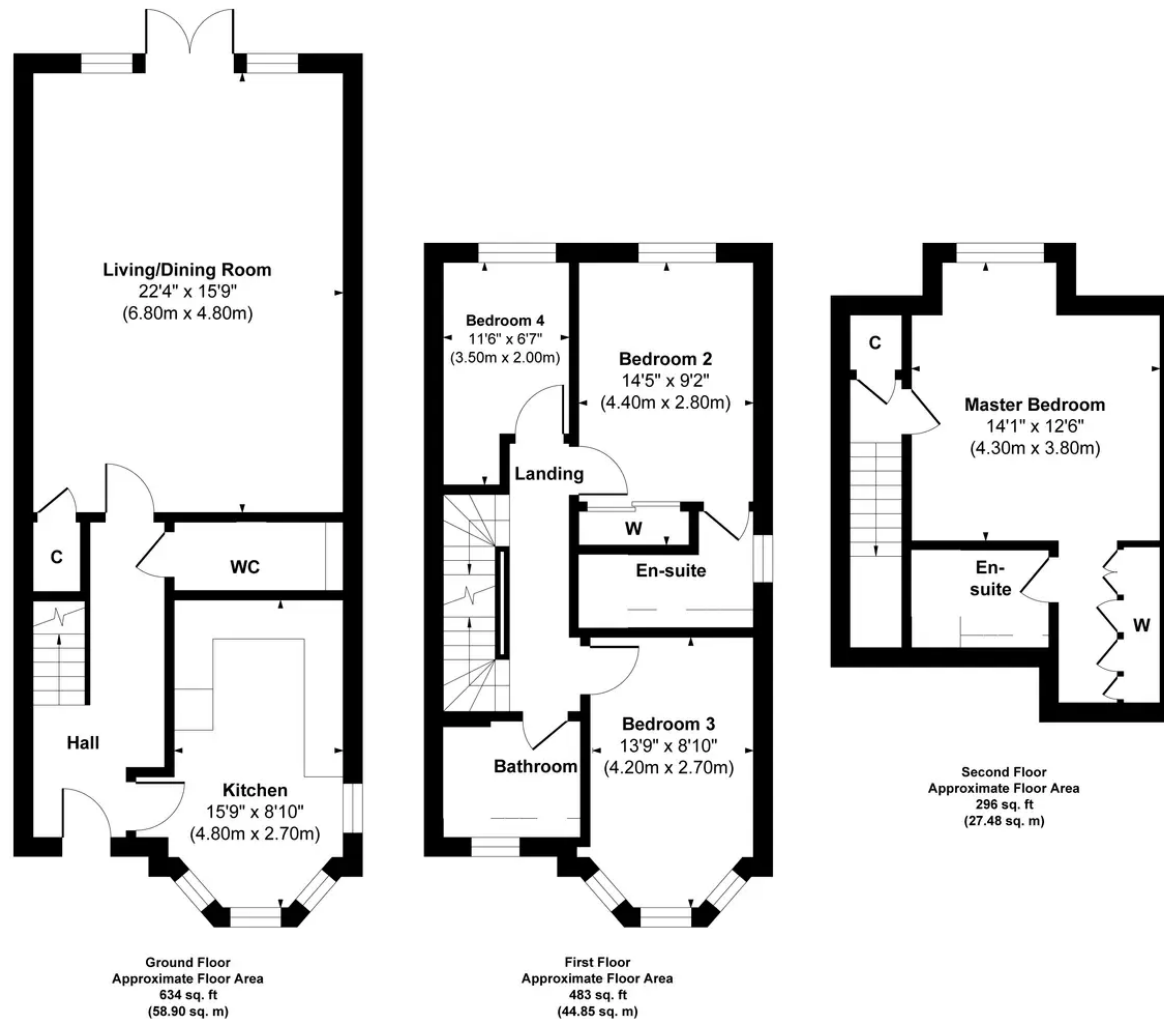 Living/Dining Room
22'4" x 15'9"
(6.80m x 4.80m)
C
WC
Hall
Kitchen
15'9" x 8'10"
(4.80m x 2.70m)
Ground Floor
Approximate Floor Area
634 sq. ft
(58.90 sq. m)
Bedroom 4
11'6" x 6'7"
(3.50m x 2.00m)
Bedroom 2
14'5" x 9'2"
(4.40m x 2.80m)
Landing
W
En-suite
Bedroom 3
13'9" x 8'10"
(4.20m x 2.70m)
Bathroom
First Floor
Approximate Floor Area
483 sq. ft
(44.85 sq. m)
C
Master Bedroom
14'1" x 12'6"
(4.30m x 3.80m)
En-
suite
W
Second Floor
Approximate Floor Area
296 sq. ft
(27.48 sq. m)